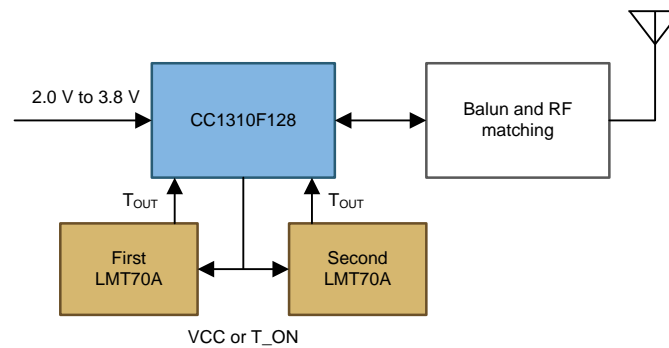 2.0 V to 3.8 V
CC1310F128
Balun and RF
matching
TOUT
TOUT
First
LMT70A
Second
LMT70A
VCC or T_ON